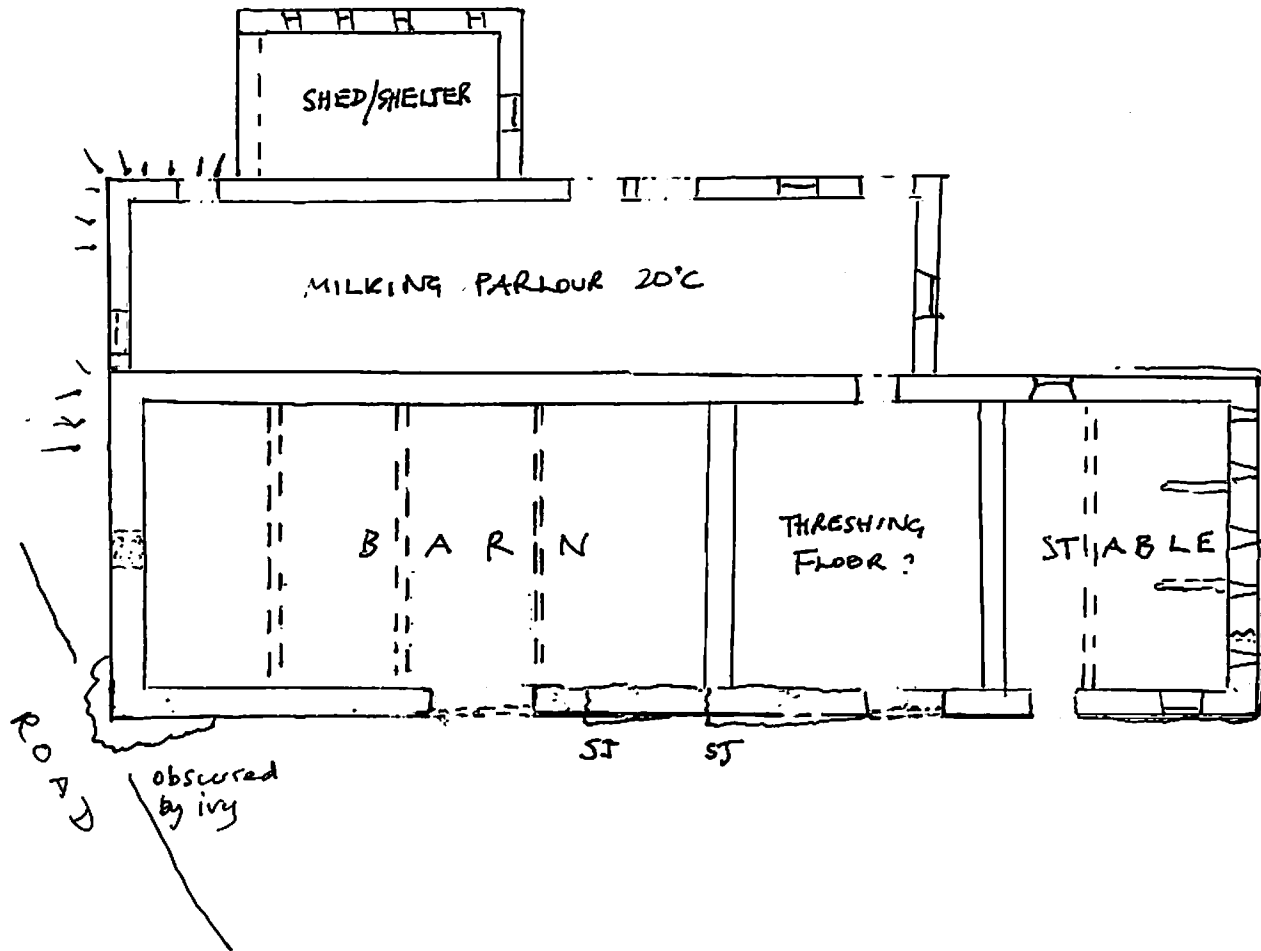 H H H H
SHED/SHELTER
MILKING PARLOUR 20°C
BARN
THRESHING
FLOOR ?
STABLE
SJ SJ
ROAD
obscured
by ivy